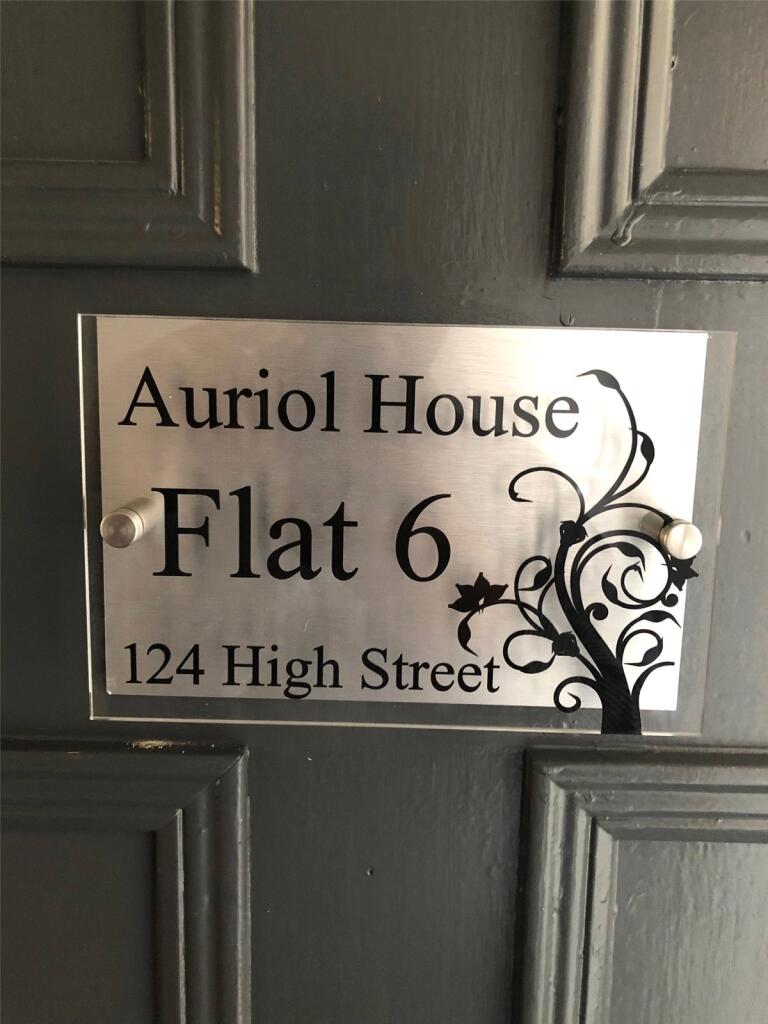 Auriol House
Flat 6
124 High Street